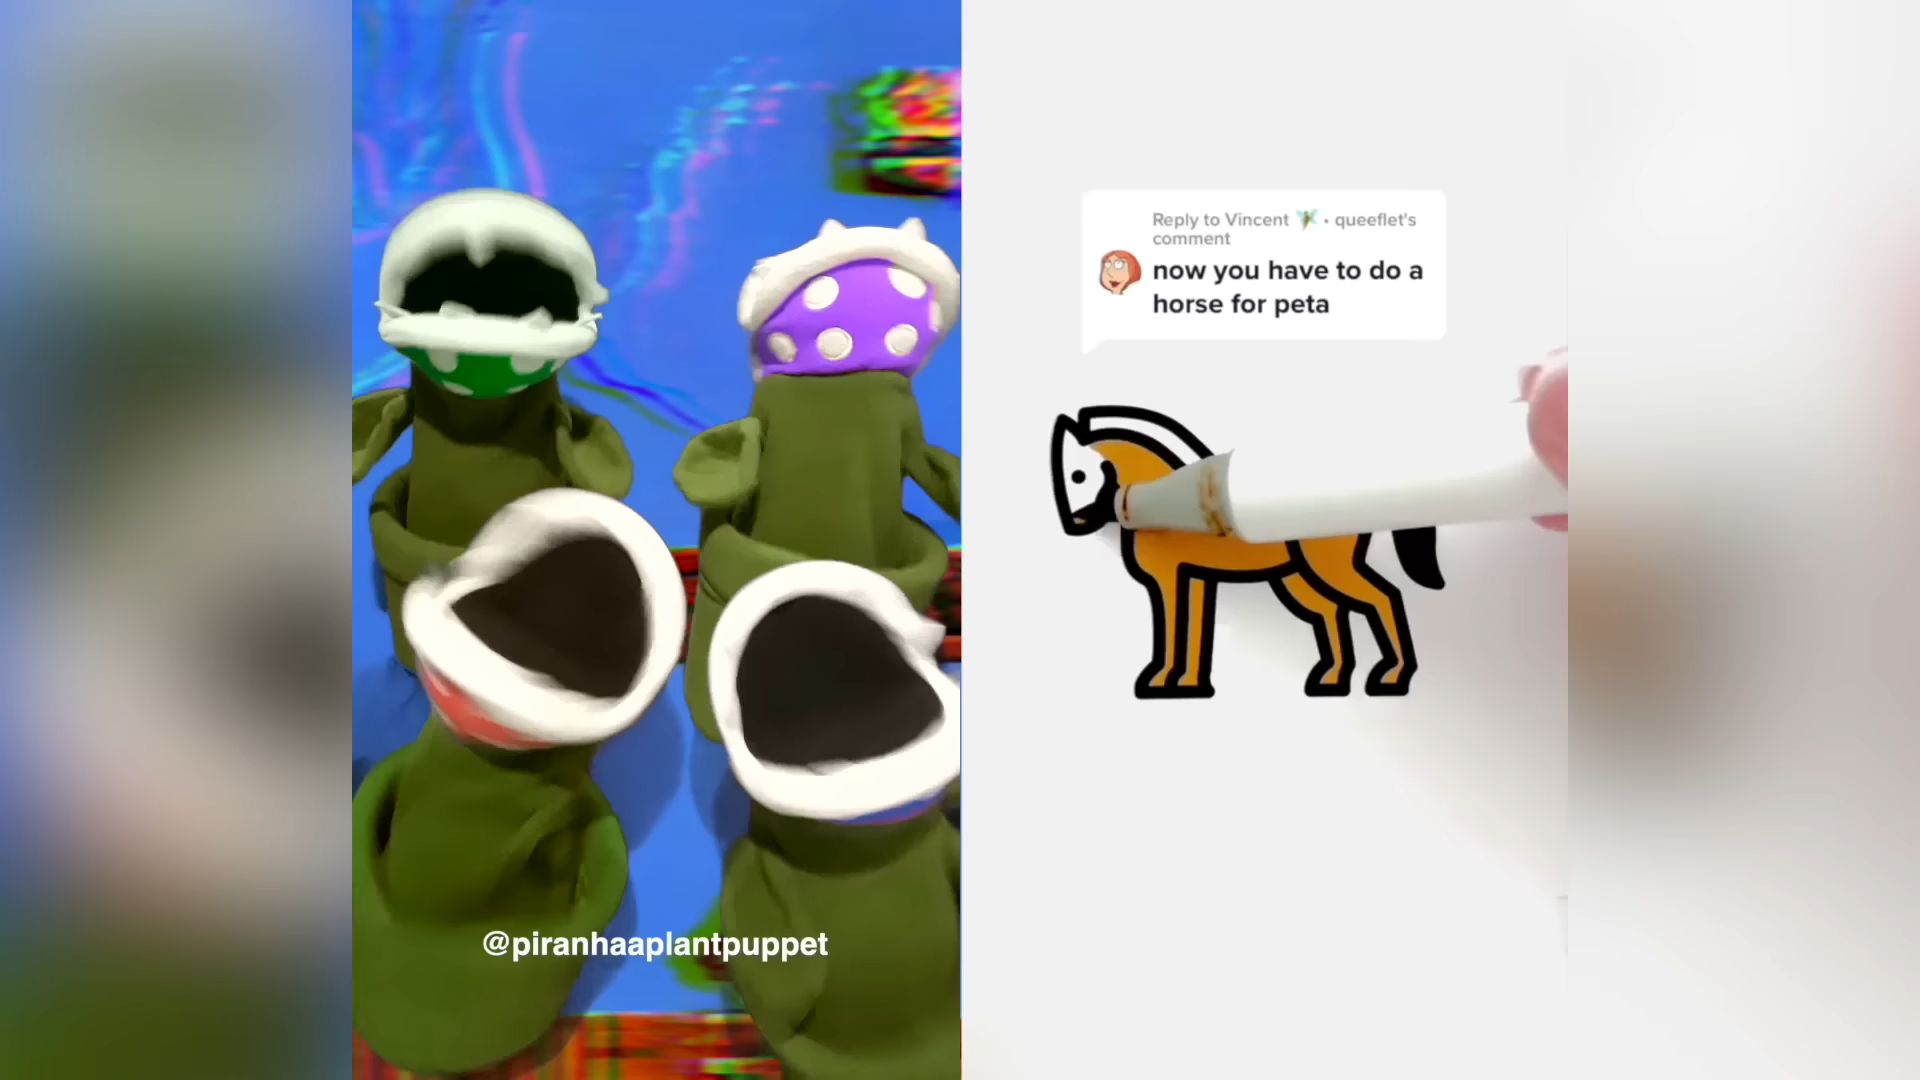 Reply to Vincent • queeflet's
comment
now you have to do a
horse for peta
@piranhaaplantpuppet